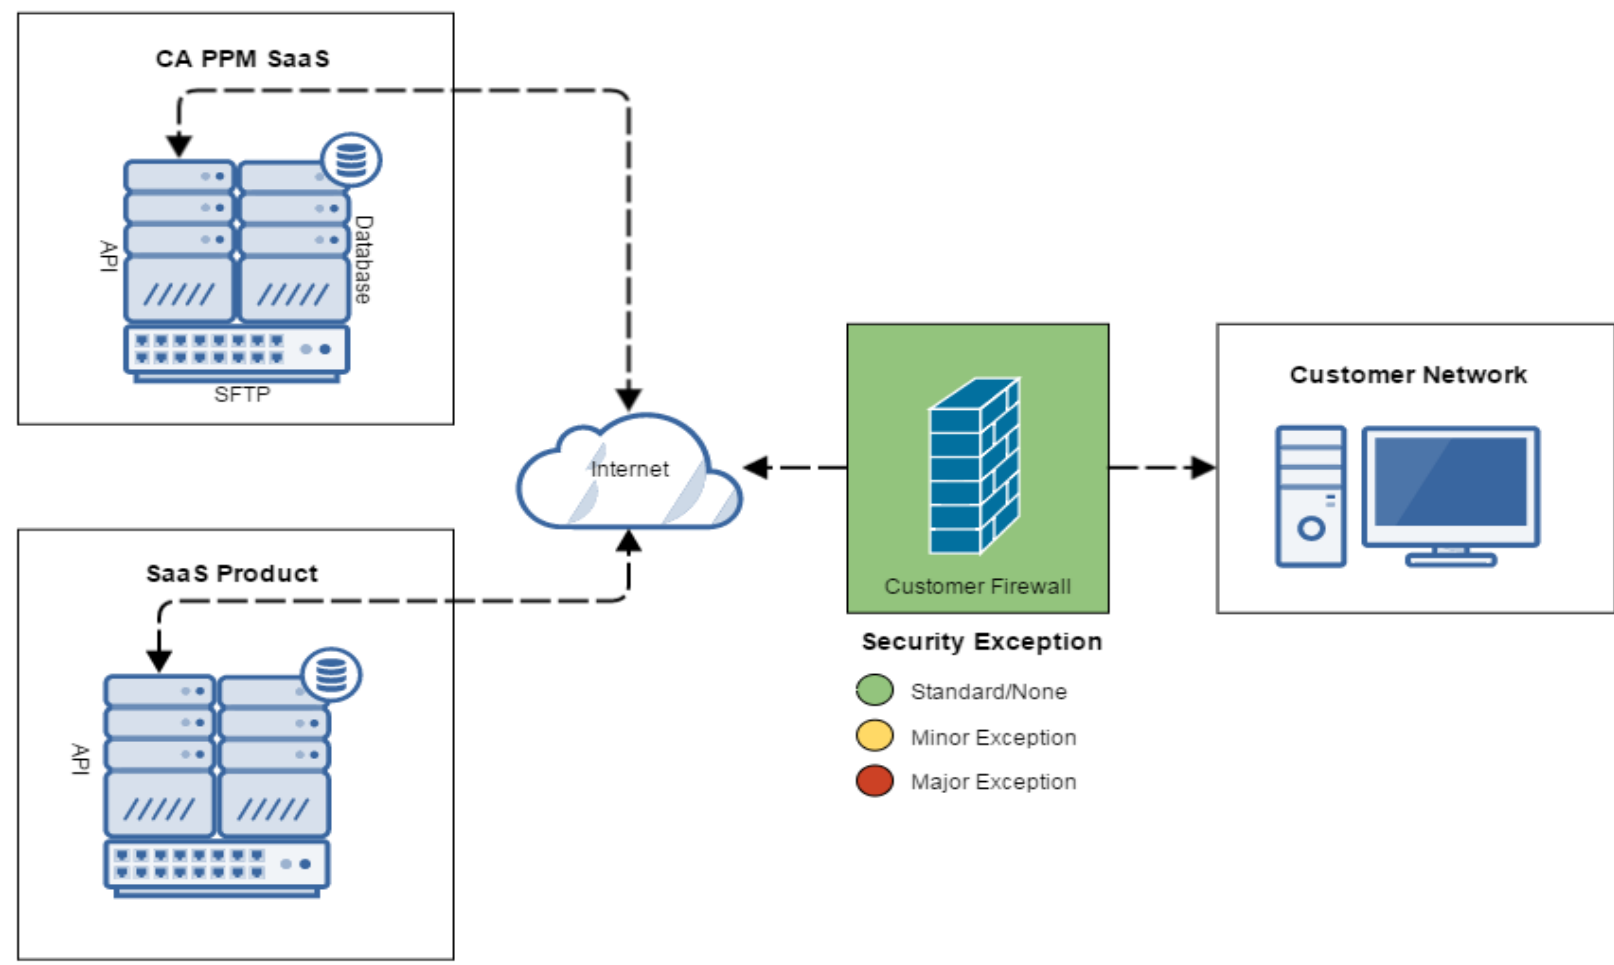 CA PPM SaaS
API
Database
SFTP
Internet
SaaS Product
API
Customer Firewall
Customer Network
Security Exception
Standard/None
Minor Exception
Major Exception